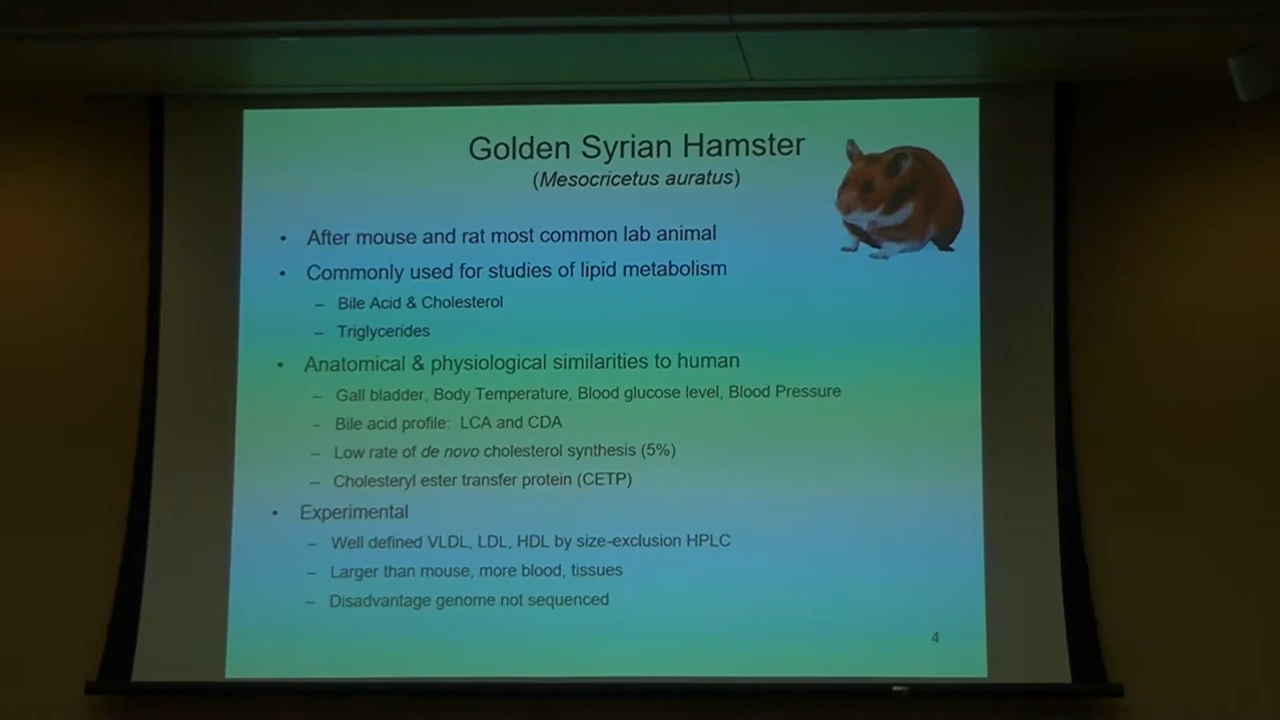 Golden Syrian Hamster
(Mesocricetus auratus)
• After mouse and rat most common lab animal
• Commonly used for studies of lipid metabolism
– Bile Acid & Cholesterol
– Triglycerides
• Anatomical & physiological similarities to human
– Gall bladder, Body Temperature, Blood glucose level, Blood Pressure
– Bile acid profile: LCA and CDA
– Low rate of de novo cholesterol synthesis (5%)
– Cholesteryl ester transfer protein (CETP)
• Experimental
– Well defined VLDL, LDL, HDL by size-exclusion HPLC
– Larger than mouse, more blood, tissues
– Disadvantage genome not sequenced
4